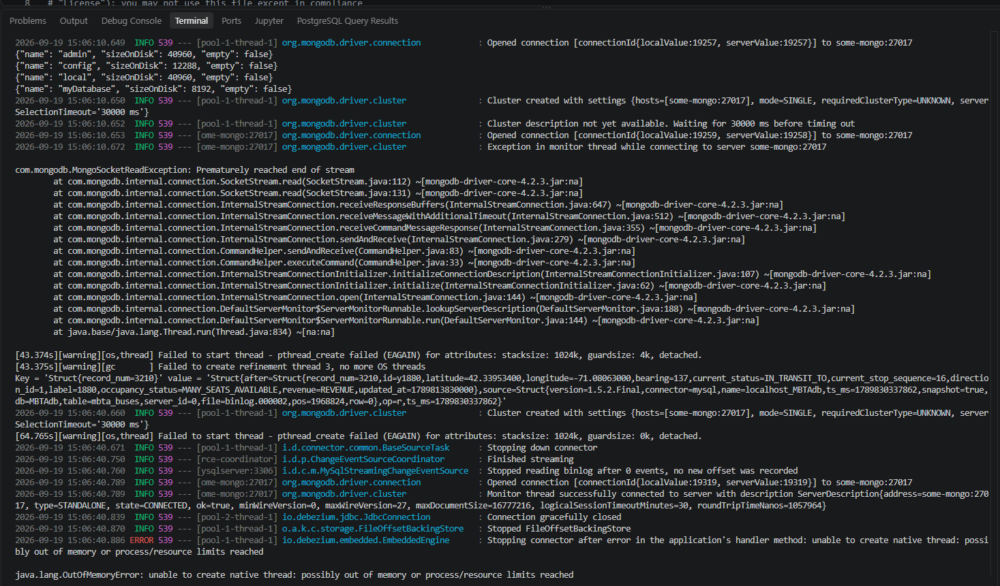 8 # "License"); you may not use this file except in compliance
Problems Output Debug Console Terminal Ports Jupyter PostgreSQL Query Results
2026-09-19 15:06:10.649 INFO 539 --- [pool-1-thread-1] org.mongodb.driver.connection : Opened connection [connectionId{localValue:19257, serverValue:19257}] to some-mongo:27017
{"name": "admin", "sizeOnDisk": 40960, "empty": false}
{"name": "config", "sizeOnDisk": 12288, "empty": false}
{"name": "local", "sizeOnDisk": 40960, "empty": false}
{"name": "myDatabase", "sizeOnDisk": 8192, "empty": false}
2026-09-19 15:06:10.650 INFO 539 --- [pool-1-thread-1] org.mongodb.driver.cluster : Cluster created with settings {hosts=[some-mongo:27017], mode=SINGLE, requiredClusterType=UNKNOWN, server
SelectionTimeout='30000 ms'}
2026-09-19 15:06:10.652 INFO 539 --- [pool-1-thread-1] org.mongodb.driver.cluster : Cluster description not yet available. Waiting for 30000 ms before timing out
2026-09-19 15:06:10.653 INFO 539 --- [ome-mongo:27017] org.mongodb.driver.connection : Opened connection [connectionId{localValue:19259, serverValue:19258}] to some-mongo:27017
2026-09-19 15:06:10.672 INFO 539 --- [ome-mongo:27017] org.mongodb.driver.cluster : Exception in monitor thread while connecting to server some-mongo:27017
com.mongodb.MongoSocketReadException: Prematurely reached end of stream
at com.mongodb.internal.connection.SocketStream.read(SocketStream.java:112) ~[mongodb-driver-core-4.2.3.jar:na]
at com.mongodb.internal.connection.SocketStream.read(SocketStream.java:131) ~[mongodb-driver-core-4.2.3.jar:na]
at com.mongodb.internal.connection.InternalStreamConnection.receiveResponseBuffers(InternalStreamConnection.java:647) ~[mongodb-driver-core-4.2.3.jar:na]
at com.mongodb.internal.connection.InternalStreamConnection.receiveMessageWithAdditionalTimeout(InternalStreamConnection.java:512) ~[mongodb-driver-core-4.2.3.jar:na]
at com.mongodb.internal.connection.InternalStreamConnection.receiveCommandMessageResponse(InternalStreamConnection.java:355) ~[mongodb-driver-core-4.2.3.jar:na]
at com.mongodb.internal.connection.InternalStreamConnection.sendAndReceive(InternalStreamConnection.java:279) ~[mongodb-driver-core-4.2.3.jar:na]
at com.mongodb.internal.connection.CommandHelper.sendAndReceive(CommandHelper.java:83) ~[mongodb-driver-core-4.2.3.jar:na]
at com.mongodb.internal.connection.CommandHelper.executeCommand(CommandHelper.java:33) ~[mongodb-driver-core-4.2.3.jar:na]
at com.mongodb.internal.connection.InternalStreamConnectionInitializer.initializeConnectionDescription(InternalStreamConnectionInitializer.java:107) ~[mongodb-driver-core-4.2.3.jar:na]
at com.mongodb.internal.connection.InternalStreamConnectionInitializer.initialize(InternalStreamConnectionInitializer.java:62) ~[mongodb-driver-core-4.2.3.jar:na]
at com.mongodb.internal.connection.InternalStreamConnection.open(InternalStreamConnection.java:144) ~[mongodb-driver-core-4.2.3.jar:na]
at com.mongodb.internal.connection.DefaultServerMonitor$ServerMonitorRunnable.lookupServerDescription(DefaultServerMonitor.java:188) ~[mongodb-driver-core-4.2.3.jar:na]
at com.mongodb.internal.connection.DefaultServerMonitor$ServerMonitorRunnable.run(DefaultServerMonitor.java:144) ~[mongodb-driver-core-4.2.3.jar:na]
at java.base/java.lang.Thread.run(Thread.java:834) ~[na:na]
[43.374s][warning][os,thread] Failed to start thread - pthread_create failed (EAGAIN) for attributes: stacksize: 1024k, guardsize: 4k, detached.
[43.375s][warning][gc ] Failed to create refinement thread 3, no more OS threads
Key = 'Struct{record_num=3210}' value = 'Struct{after=Struct{record_num=3210,id=y1880,latitude=42.33953400,longitude=-71.08063000,bearing=137,current_status=IN_TRANSIT_TO,current_stop_sequence=16,directio
n_id=1,label=1880,occupancy_status=MANY_SEATS_AVAILABLE,revenue=REVENUE,updated_at=1789813830000},source=Struct{version=1.5.2.Final,connector=mysql,name=localhost_MBTAdb,ts_ms=1789830337862,snapshot=true,
db=MBTAdb,table=mbta_buses,server_id=0,file=binlog.000002,pos=1968824,row=0},op=r,ts_ms=1789830337862}'
2026-09-19 15:06:40.660 INFO 539 --- [pool-1-thread-1] org.mongodb.driver.cluster : Cluster created with settings {hosts=[some-mongo:27017], mode=SINGLE, requiredClusterType=UNKNOWN, server
SelectionTimeout='30000 ms'}
[64.765s][warning][os,thread] Failed to start thread - pthread_create failed (EAGAIN) for attributes: stacksize: 1024k, guardsize: 0k, detached.
2026-09-19 15:06:40.671 INFO 539 --- [pool-1-thread-1] i.d.connector.common.BaseSourceTask : Stopping down connector
2026-09-19 15:06:40.750 INFO 539 --- [rce-coordinator] i.d.p.ChangeEventSourceCoordinator : Finished streaming
2026-09-19 15:06:40.760 INFO 539 --- [ysqlserver:3306] i.d.c.m.MySqlStreamingChangeEventSource : Stopped reading binlog after 0 events, no new offset was recorded
2026-09-19 15:06:40.789 INFO 539 --- [ome-mongo:27017] org.mongodb.driver.connection : Opened connection [connectionId{localValue:19319, serverValue:19319}] to some-mongo:27017
2026-09-19 15:06:40.789 INFO 539 --- [ome-mongo:27017] org.mongodb.driver.cluster : Monitor thread successfully connected to server with description ServerDescription{address=some-mongo:270
17, type=STANDALONE, state=CONNECTED, ok=true, minWireVersion=0, maxWireVersion=27, maxDocumentSize=16777216, logicalSessionTimeoutMinutes=30, roundTripTimeNanos=1057964}
2026-09-19 15:06:40.839 INFO 539 --- [pool-2-thread-1] io.debezium.jdbc.JdbcConnection : Connection gracefully closed
2026-09-19 15:06:40.870 INFO 539 --- [pool-1-thread-1] o.a.k.c.storage.FileOffsetBackingStore : Stopped FileOffsetBackingStore
2026-09-19 15:06:40.886 ERROR 539 --- [pool-1-thread-1] io.debezium.embedded.EmbeddedEngine : Stopping connector after error in the application's handler method: unable to create native thread: possi
bly out of memory or process/resource limits reached
java.lang.OutOfMemoryError: unable to create native thread: possibly out of memory or process/resource limits reached